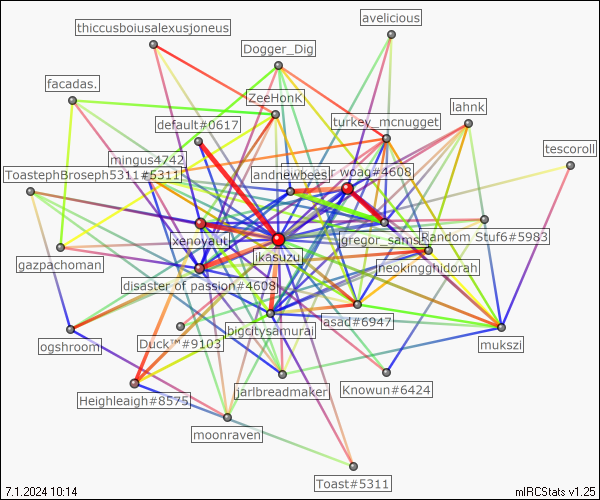 thiccusboiusalexusjoneus
avelicious
Dogger_Dig
facadas.
ZeeHonK
lahnk
default#0617
turkey_mcnugget
tescoroll
mingus4742
ToastephBroseph5311#5311
andnewbees
r woag#4608
xenoyaut
gregor_samsa
Random Stuf6#5983
ikasuzu
gazpachoman
neokingghidorah
disaster of passion#4608
asad#6947
bigcitysamurai
ogshroom
Duck™#9103
mukszi
jarlbreadmaker
Knowun#6424
Heighleaigh#8575
moonraven
Toast#5311
7.1.2024 10:14
mIRCStats v1.25